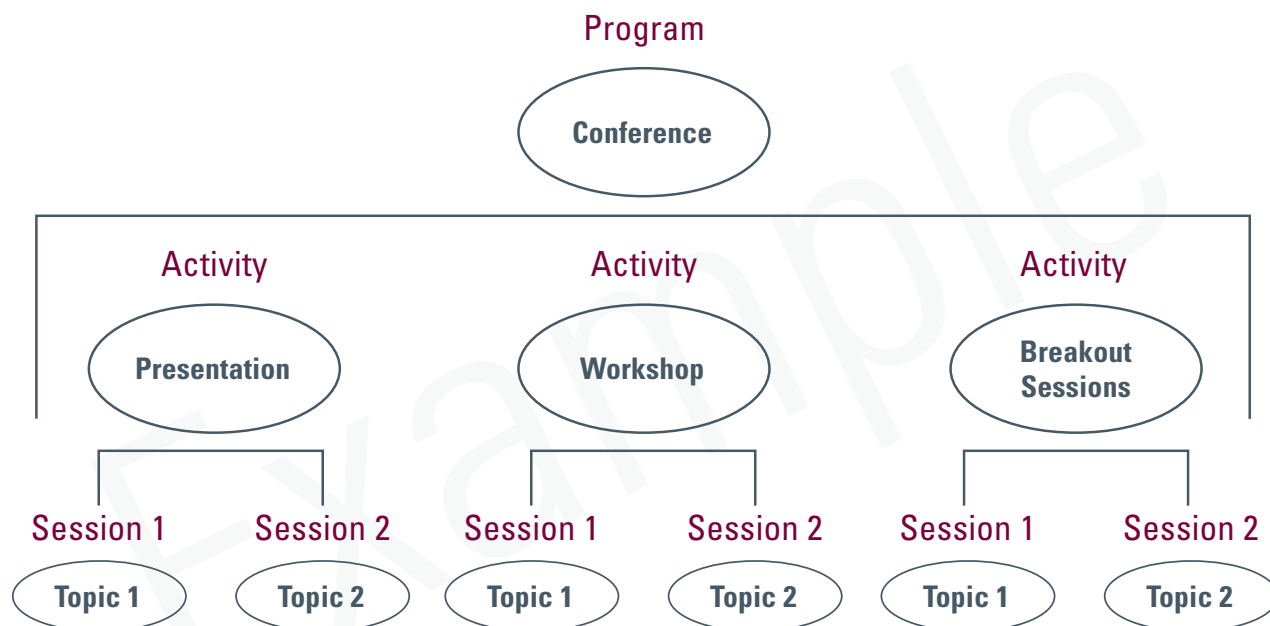 Program
Conference
Activity
Activity
Activity
Presentation
Workshop
Breakout
Sessions
Session 1
Session 2
Session 1
Session 2
Session 1
Session 2
Topic 1
Topic 2
Topic 1
Topic 2
Topic 1
Topic 2
Example